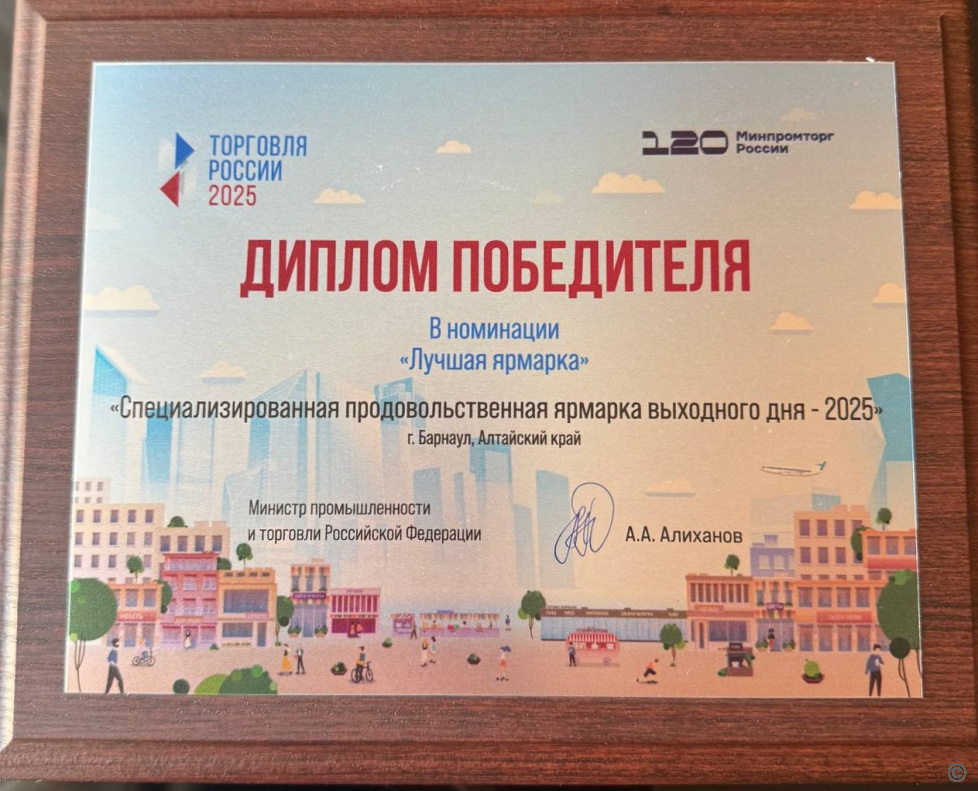 ТОРГОВЛЯ
РОССИИ
2025
120 Минпромторг
России
ДИПЛОМ ПОБЕДИТЕЛЯ
В номинации
«Лучшая ярмарка»
«Специализированная продовольственная ярмарка выходного дня - 2025»
г. Барнаул, Алтайский край
Министр промышленности
и торговли Российской Федерации
А.А. Алиханов
©